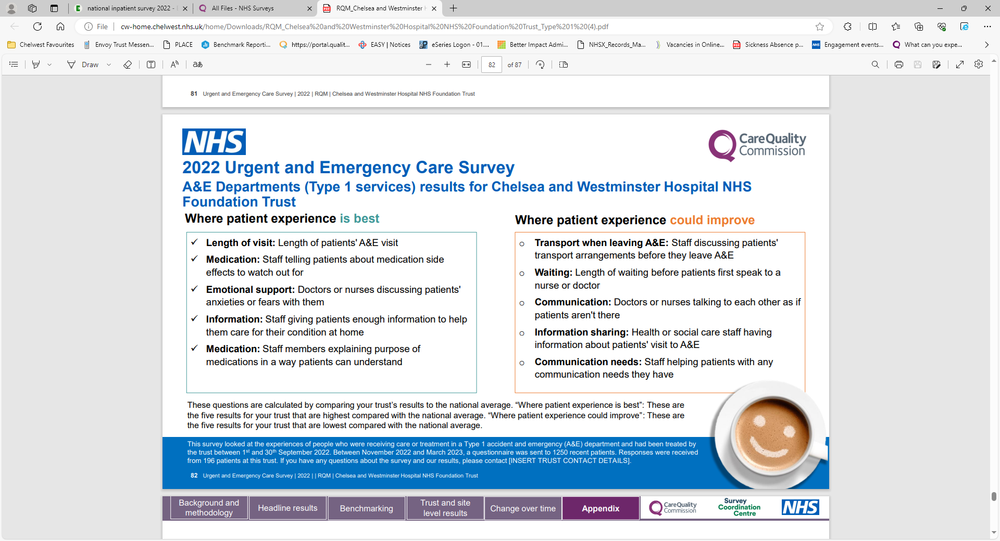 national inpatient survey 2022 -
All Files - NHS Surveys
RQM_Chelsea and Westminster
File
cw-home.chelwest.nhs.uk/home/Downloads/RQM_Chelsea%20and%20Westminster%20Hospital%20NHS%20Foundation%20Trust_Type%201%20(4).pdf
Chelwest Favourites
Envoy Trust Messen...
PLACE
Benchmark Reporti...
https://portal.qualit...
EASY | Notices
eSeries Logon - 01....
Better Impact Admi...
NHSX_Records_Ma...
Vacancies in Online...
Sickness Absence p...
Engagement events...
What can you expe...
Draw
82 of 87
81 Urgent and Emergency Care Survey | 2022 | RQM | Chelsea and Westminster Hospital NHS Foundation Trust
NHS
CareQuality
Commission
2022 Urgent and Emergency Care Survey
A&E Departments (Type 1 services) results for Chelsea and Westminster Hospital NHS
Foundation Trust
Where patient experience is best
✓ Length of visit: Length of patients' A&E visit
✓ Medication: Staff telling patients about medication side
effects to watch out for
✓ Emotional support: Doctors or nurses discussing patients'
anxieties or fears with them
✓ Information: Staff giving patients enough information to help
them care for their condition at home
✓ Medication: Staff members explaining purpose of
medications in a way patients can understand
Where patient experience could improve
o Transport when leaving A&E: Staff discussing patients'
transport arrangements before they leave A&E
o Waiting: Length of waiting before patients first speak to a
nurse or doctor
o Communication: Doctors or nurses talking to each other as if
patients aren't there
o Information sharing: Health or social care staff having
information about patients' visit to A&E
o Communication needs: Staff helping patients with any
communication needs they have
These questions are calculated by comparing your trust’s results to the national average. “Where patient experience is best”: These are
the five results for your trust that are highest compared with the national average. “Where patient experience could improve”: These are
the five results for your trust that are lowest compared with the national average.
This survey looked at the experiences of people who were receiving care or treatment in a Type 1 accident and emergency (A&E) department and had been treated by
the trust between 1st and 30th September 2022. Between November 2022 and March 2023, a questionnaire was sent to 1250 recent patients. Responses were received
from 196 patients at this trust. If you have any questions about the survey and our results, please contact [INSERT TRUST CONTACT DETAILS].
82 Urgent and Emergency Care Survey | 2022 | | RQM | Chelsea and Westminster Hospital NHS Foundation Trust
Background and
methodology
Headline results
Benchmarking
Trust and site
level results
Change over time
Appendix
CareQuality
Commission
Survey
Coordination
Centre
NHS